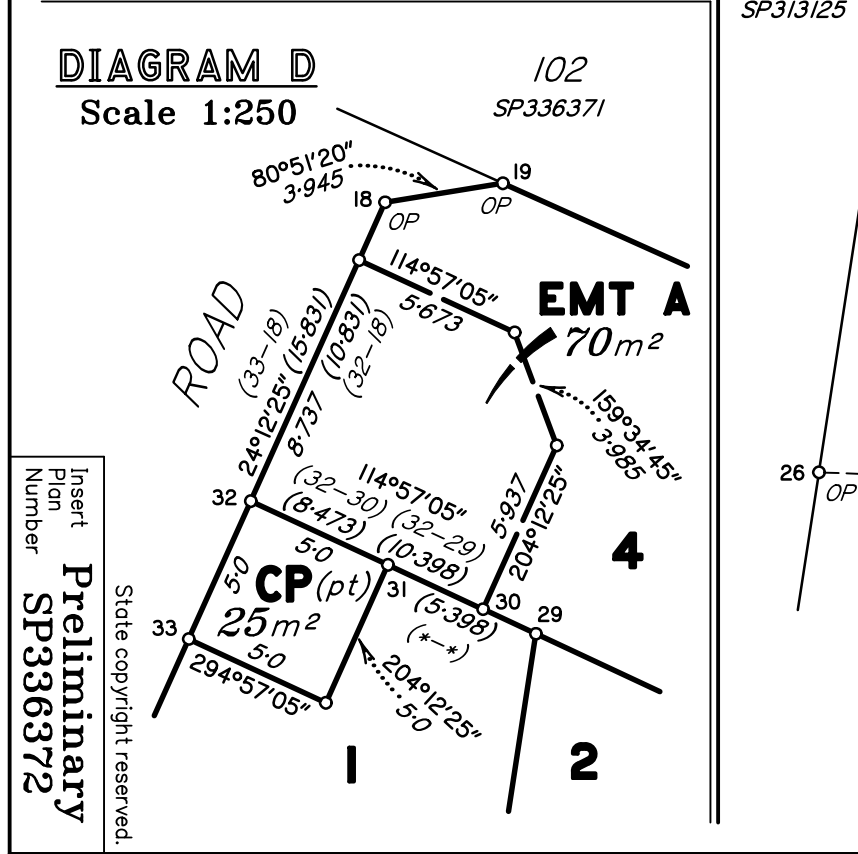 SP313125
DIAGRAM D
Scale 1:250
102
SP336371
80°51'20"
3·945
19
18
OP
OP
114°57'05"
5·673
EMT A
70m²
ROAD
(33-18)
24°12'25" (15·831)
8·737
(10·831)
(32-18)
159°34'45"
3·985
26
OP
32
114°57'05"
(32-30)
(32-29)
(8·473)
(10·398)
5·0
5·937
204°12'25"
4
5·0
CP(pt)
25m²
31
30
29
(5·398)
(*-*)
33
5·0
294°57'05"
204°12'25"
5·0
1
2
Insert
Plan
Number
Preliminary
SP336372
State copyright reserved.